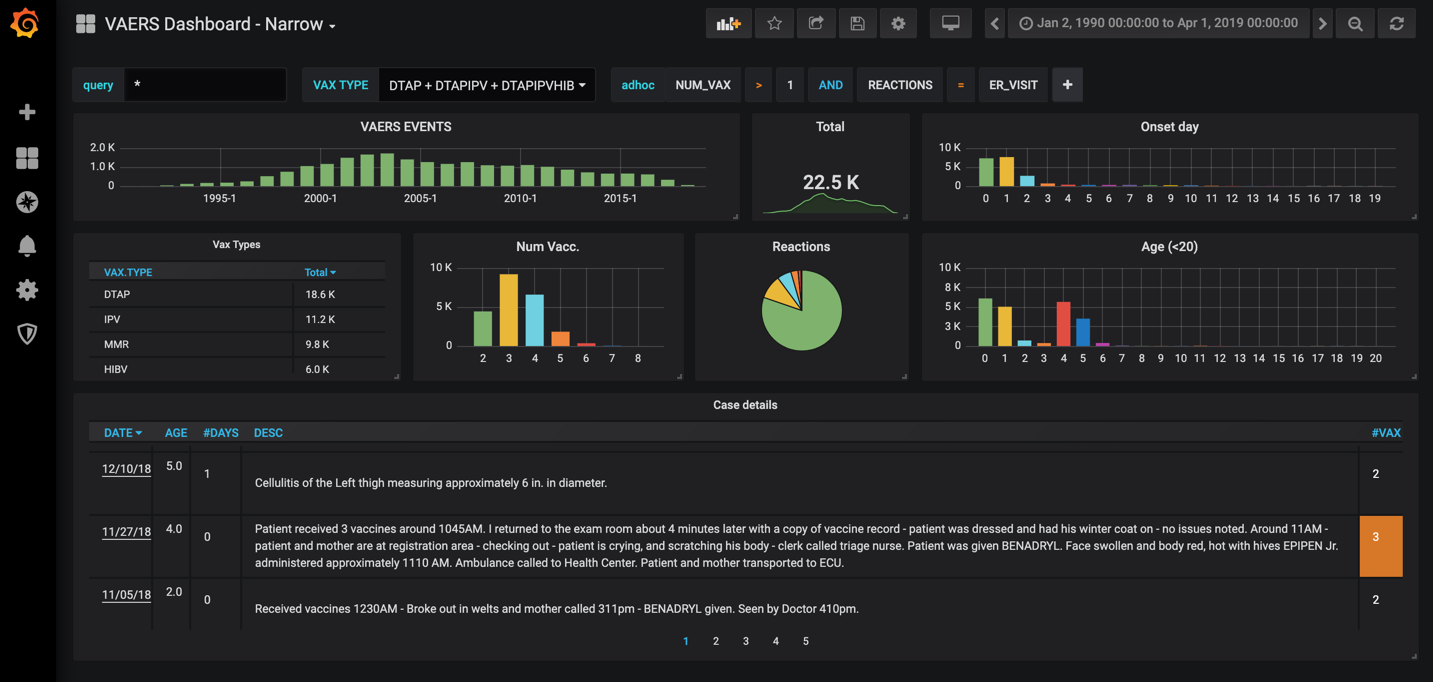 VAERS Dashboard - Narrow
Jan 2, 1990 00:00:00 to Apr 1, 2019 00:00:00
query * VAX TYPE DTAP + DTAPIPV + DTAPIPVHIB adhoc NUM_VAX > 1 AND REACTIONS = ER_VISIT +
VAERS EVENTS
2.0 K
1.0 K
0
1995-1 2000-1 2005-1 2010-1 2015-1
Total
22.5 K
Onset day
10 K
5 K
0
0 1 2 3 4 5 6 7 8 9 10 11 12 13 14 15 16 17 18 19
Vax Types
VAX.TYPE Total
DTAP 18.6 K
IPV 11.2 K
MMR 9.8 K
HIBV 6.0 K
Num Vacc.
10 K
5 K
0
2 3 4 5 6 7 8
Reactions
Age (<20)
10 K
8 K
5 K
3 K
0
0 1 2 3 4 5 6 7 8 9 10 11 12 13 14 15 16 17 18 19 20
Case details
DATE AGE #DAYS DESC #VAX
12/10/18 5.0 1 Cellulitis of the Left thigh measuring approximately 6 in. in diameter. 2
11/27/18 4.0 0 Patient received 3 vaccines around 1045AM. I returned to the exam room about 4 minutes later with a copy of vaccine record - patient was dressed and had his winter coat on - no issues noted. Around 11AM -
patient and mother are at registration area - checking out - patient is crying, and scratching his body - clerk called triage nurse. Patient was given BENADRYL. Face swollen and body red, hot with hives EPIPEN Jr. 3
administered approximately 1110 AM. Ambulance called to Health Center. Patient and mother transported to ECU.
11/05/18 2.0 0 Received vaccines 1230AM - Broke out in welts and mother called 311pm - BENADRYL given. Seen by Doctor 410pm. 2
1 2 3 4 5